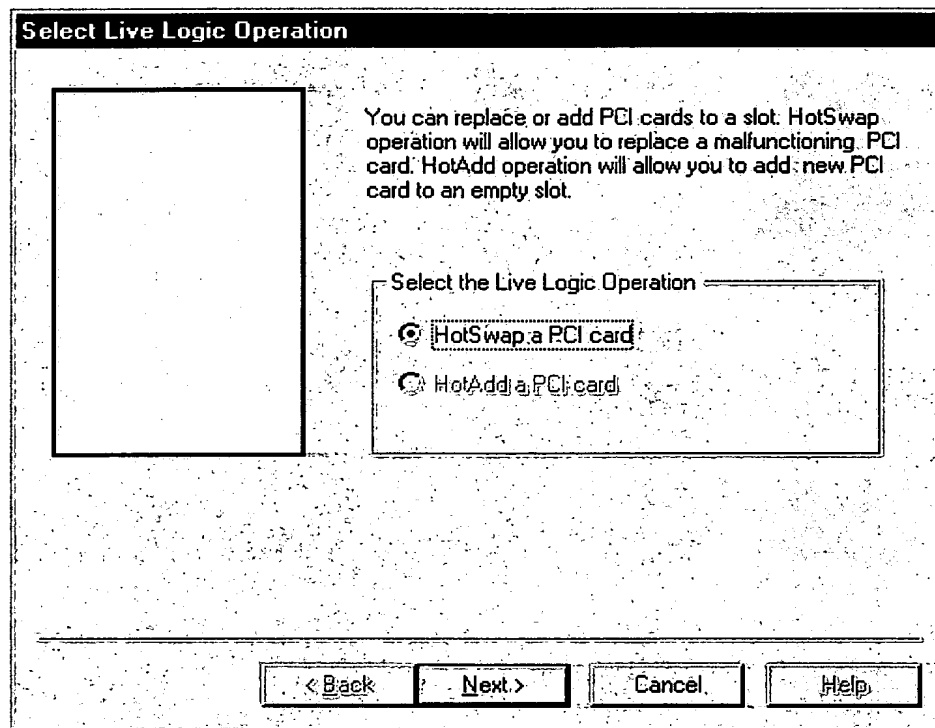 Select Live Logic Operation
You can replace or add PCI cards to a slot. HotSwap
operation will allow you to replace a malfunctioning PCI
card. HotAdd operation will allow you to add new PCI
card to an empty slot.
Select the Live Logic Operation
HotSwap a PCI card
HotAdd a PCI card
< Back
Next >
Cancel
Help